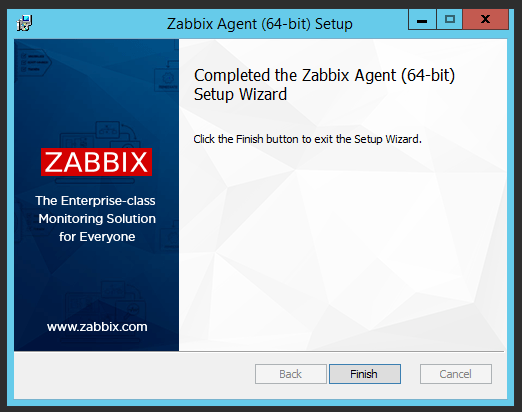 Zabbix Agent (64-bit) Setup
Completed the Zabbix Agent (64-bit)
Setup Wizard
Click the Finish button to exit the Setup Wizard.
ZABBIX
The Enterprise-class
Monitoring Solution
for Everyone
www.zabbix.com
Back
Finish
Cancel